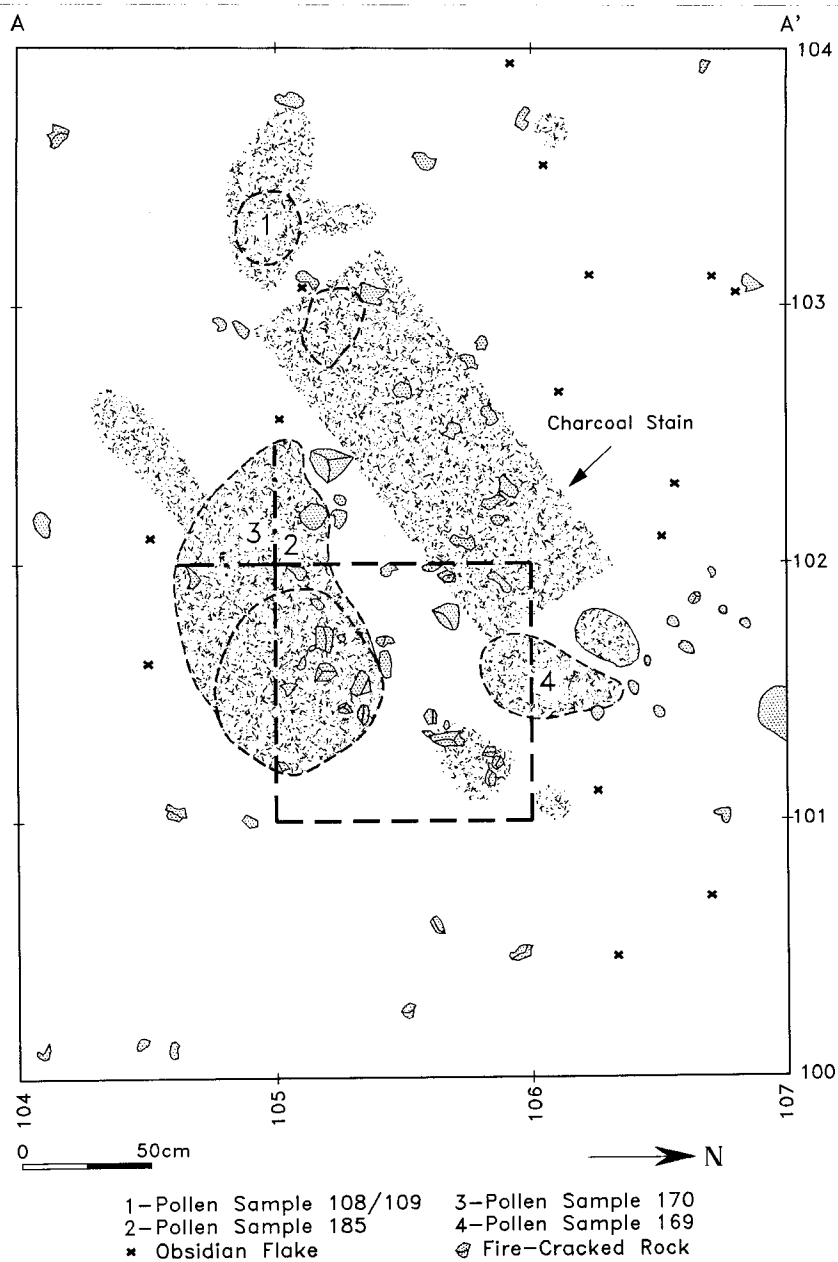 A A'
104
1
103
Charcoal Stain
3 2
102
4
101
100
104 105 106 107
0 50cm
N
1-Pollen Sample 108/109 3-Pollen Sample 170
2-Pollen Sample 185 4-Pollen Sample 169
Obsidian Flake Fire-Cracked Rock